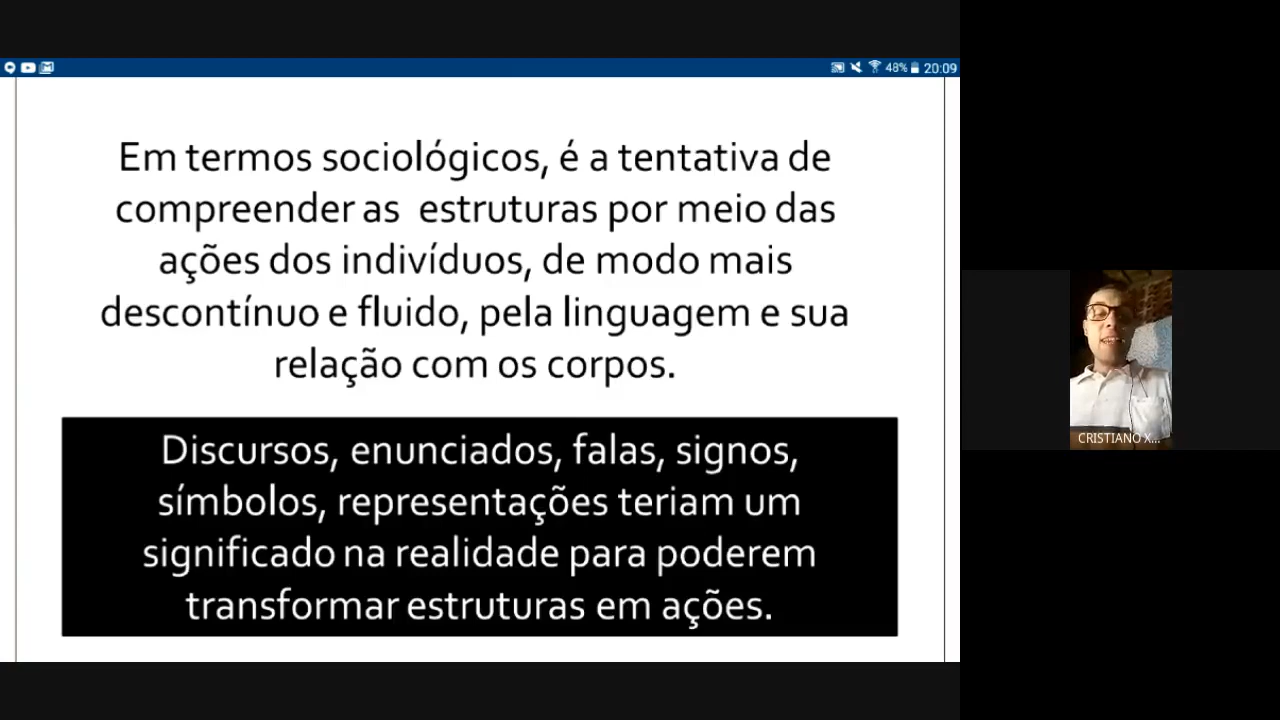 48% 20:09
Em termos sociológicos, é a tentativa de
compreender as estruturas por meio das
ações dos indivíduos, de modo mais
descontínuo e fluido, pela linguagem e sua
relação com os corpos.
Discursos, enunciados, falas, signos,
símbolos, representações teriam um
significado na realidade para poderem
transformar estruturas em ações.
CRISTIANO X...